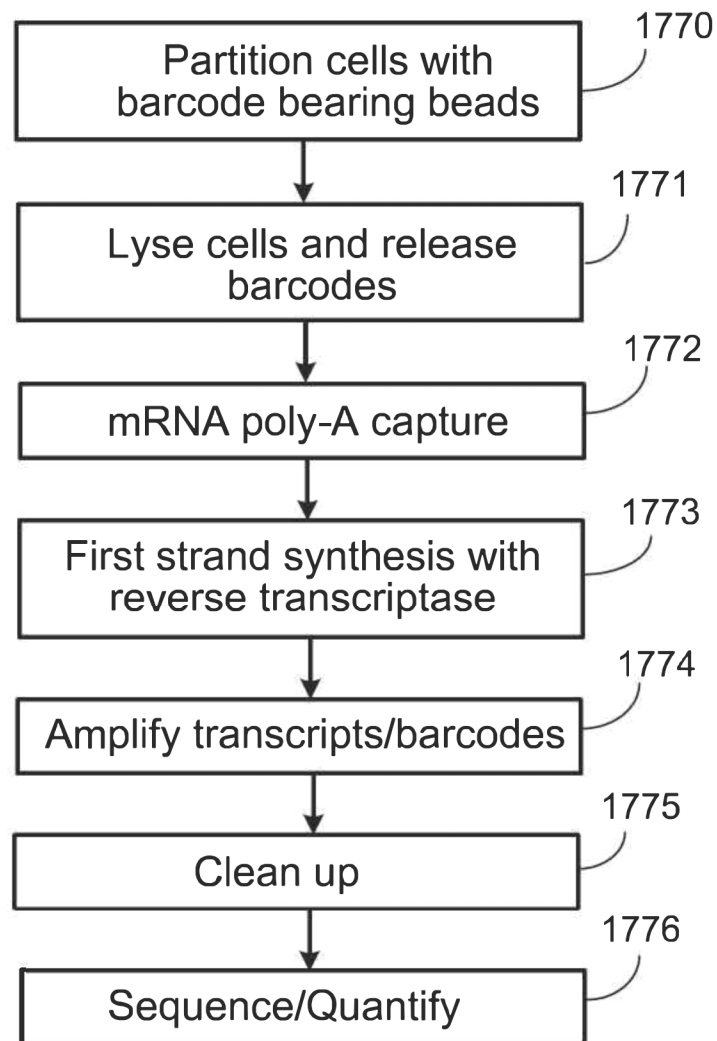 1770
Partition cells with
barcode bearing beads
1771
Lyse cells and release
barcodes
1772
mRNA poly-A capture
1773
First strand synthesis with
reverse transcriptase
1774
Amplify transcripts/barcodes
1775
Clean up
1776
Sequence/Quantify